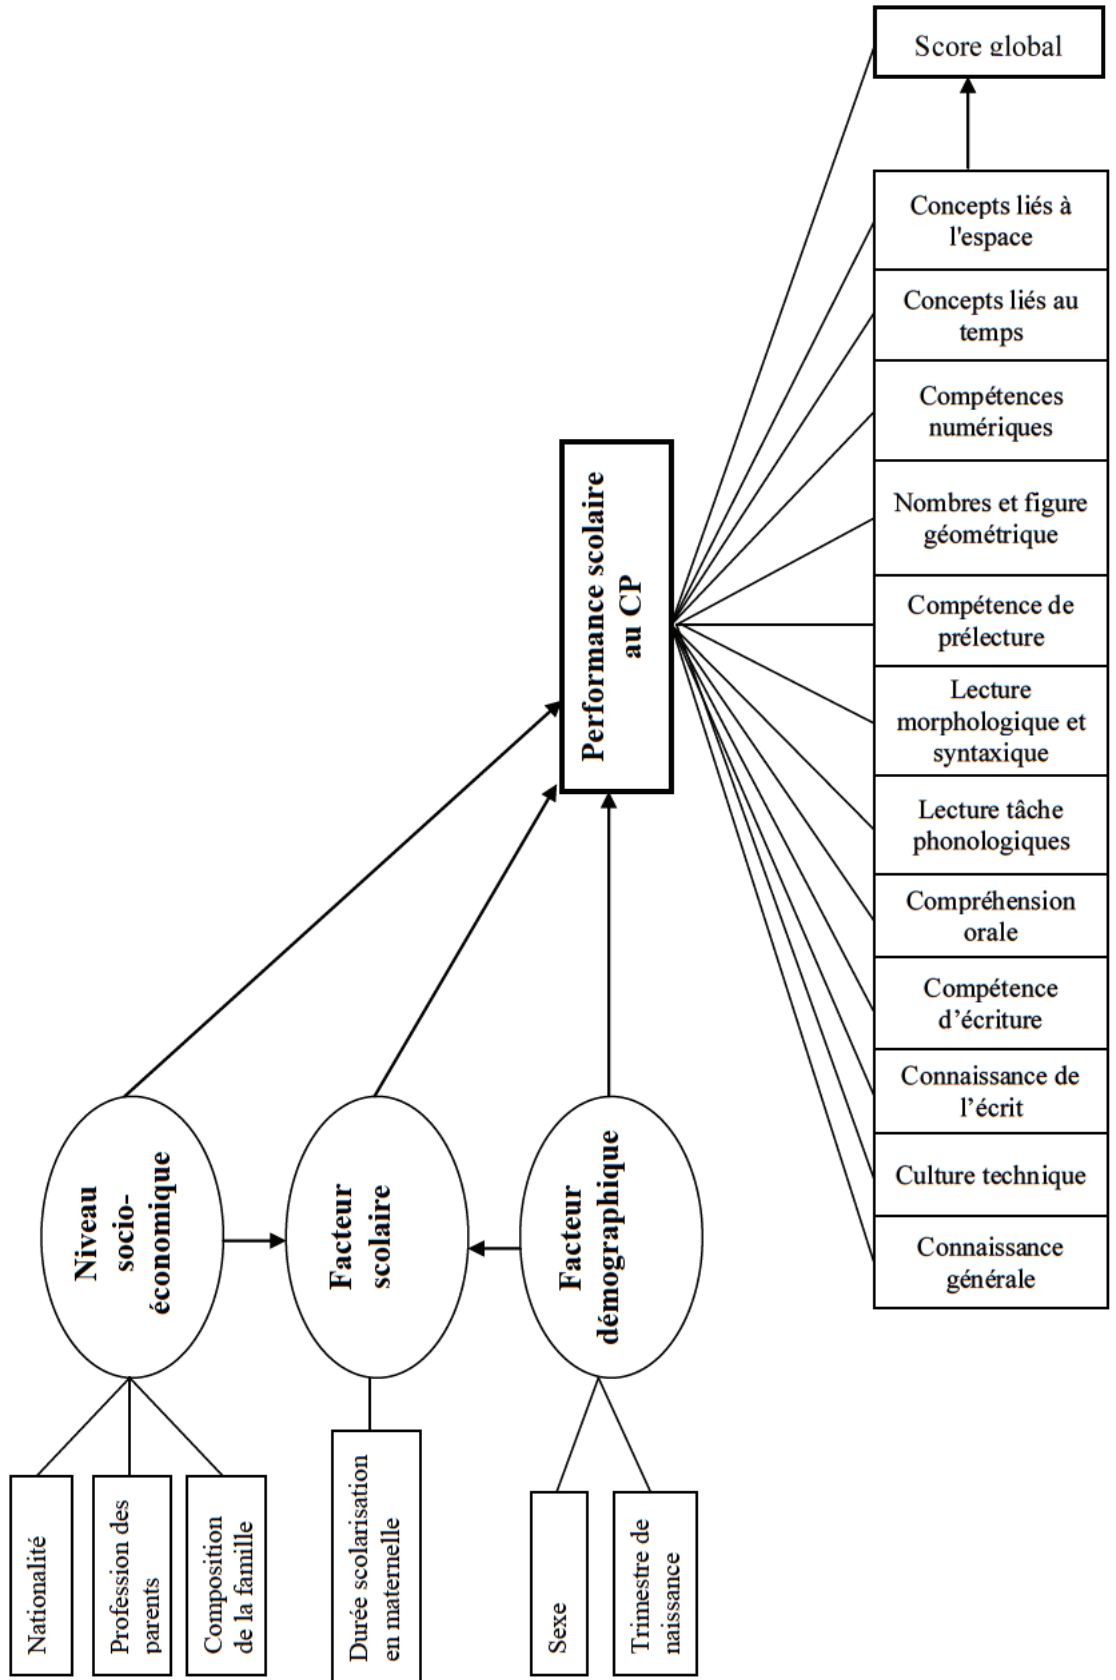 Score global
Concepts liés à
l'espace
Concepts liés au
temps
Compétences
numériques
Nombres et figure
géométrique
Compétence de
prélecture
Lecture
morphologique et
syntaxique
Lecture tâche
phonologiques
Compréhension
orale
Compétence
d’écriture
Connaissance de
l’écrit
Culture technique
Connaissance
générale
Performance scolaire
au CP
Niveau
socio-
économique
Facteur
scolaire
Facteur
démographique
Nationalité
Profession des
parents
Composition
de la famille
Durée scolarisation
en maternelle
Sexe
Trimestre de
naissance